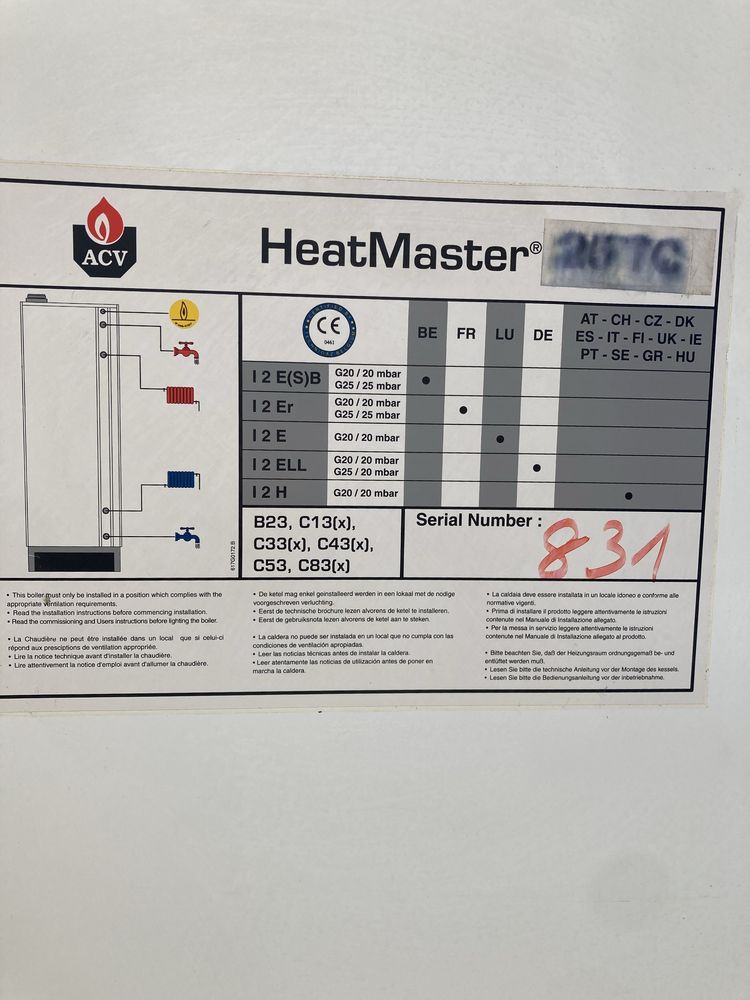 ACV
HeatMaster®
CE
0461
BE FR LU DE
AT - CH - CZ - DK
ES - IT - FI - UK - IE
PT - SE - GR - HU
I 2 E(S)B G20 / 20 mbar
G25 / 25 mbar
I 2 Er G20 / 20 mbar
G25 / 25 mbar
I 2 E G20 / 20 mbar
I 2 ELL G20 / 20 mbar
G25 / 20 mbar
I 2 H G20 / 20 mbar
B23, C13(x),
C33(x), C43(x),
C53, C83(x)
Serial Number :
831
617G0172 B
• This boiler must only be installed in a position which complies with the
appropriate ventilation requirements.
• Read the installation instructions before commencing installation.
• Read the commissioning and Users instructions before lighting the boiler.
• La Chaudière ne peut être installée dans un local que si celui-ci
répond aux presciptions de ventilation appropriée.
• Lire la notice technique avant d'installer la chaudière.
• Lire attentivement la notice d'emploi avant d'allumer la chaudière.
• De ketel mag enkel geïnstalleerd werden in een lokaal met de nodige
voorgeschreven verluchting.
• Eerst de technische brochure lezen alvorens de ketel te installeren.
• Eerst de gebruiksnota lezen alvorens de ketel aan te steken.
• La caldera no puede ser instalada en un local que no cumpla con las
condiciones de ventilación apropiadas.
• Leer las noticias técnicas antes de instalar la caldera.
• Leer atentamente las noticias de utilización antes de poner en
marcha la caldera.
• La caldaia deve essere installata in un locale idoneo e conforme alle
normative vigenti.
• Prima di installare il prodotto leggere attentivamente le istruzioni
contenute nel Manuale di Installazione allegato.
• Per la messa in servizio leggere attentivamente le istruzioni
contenute nel Manuale di Installazione allegato al prodotto.
• Bitte beachten Sie, daß der Heizungsraum ordnungsgemäß be- und
entlüftet werden muß.
• Lesen Sie bitte die technische Anleitung vor der Montage des kessels.
• Lesen Sie bitte die Bedienungsanleitung vor der inbetriebnahme.